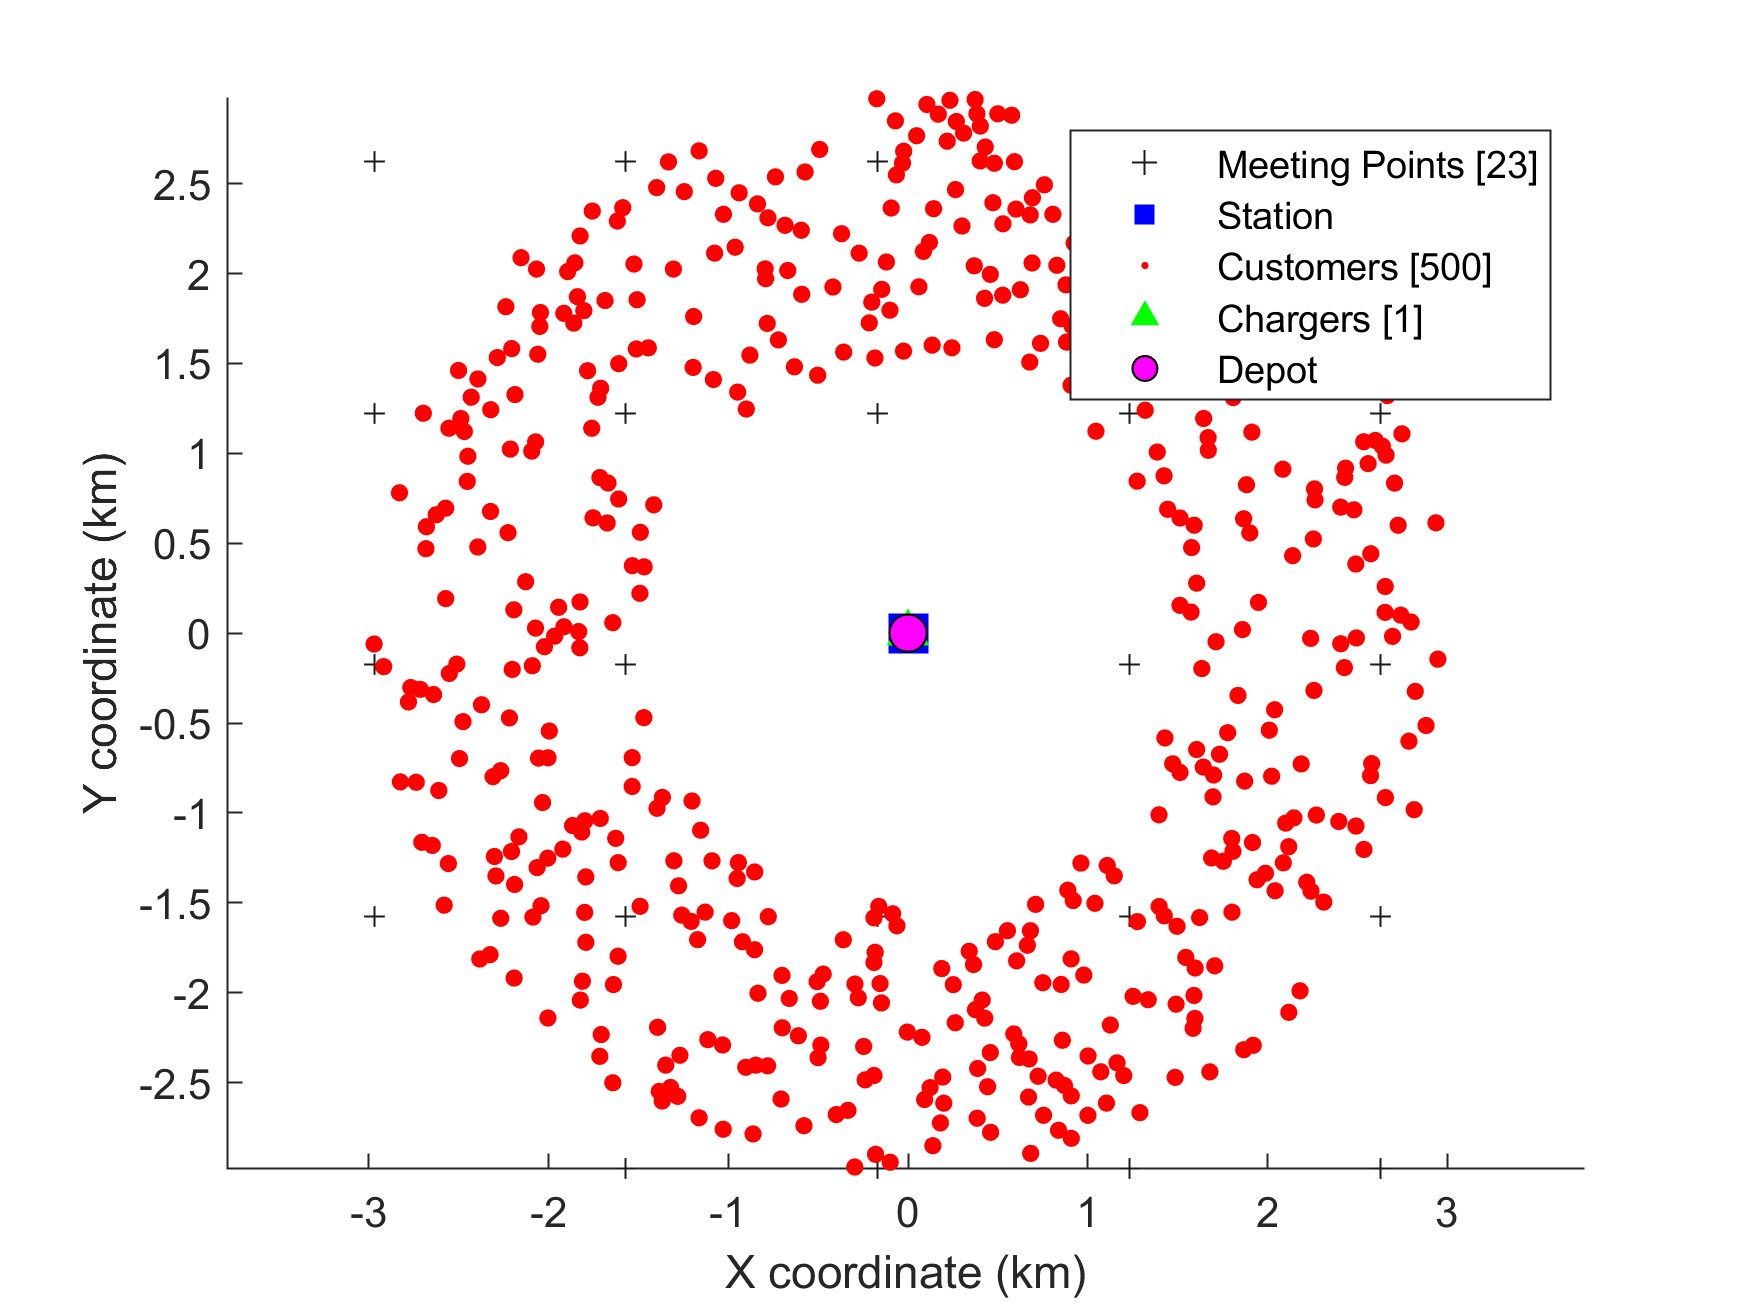 Meeting Points [23]
Station
Customers [500]
Chargers [1]
Depot
2.5
2
1.5
1
0.5
0
-0.5
-1
-1.5
-2
-2.5
Y coordinate (km)
-3 -2 -1 0 1 2 3
X coordinate (km)